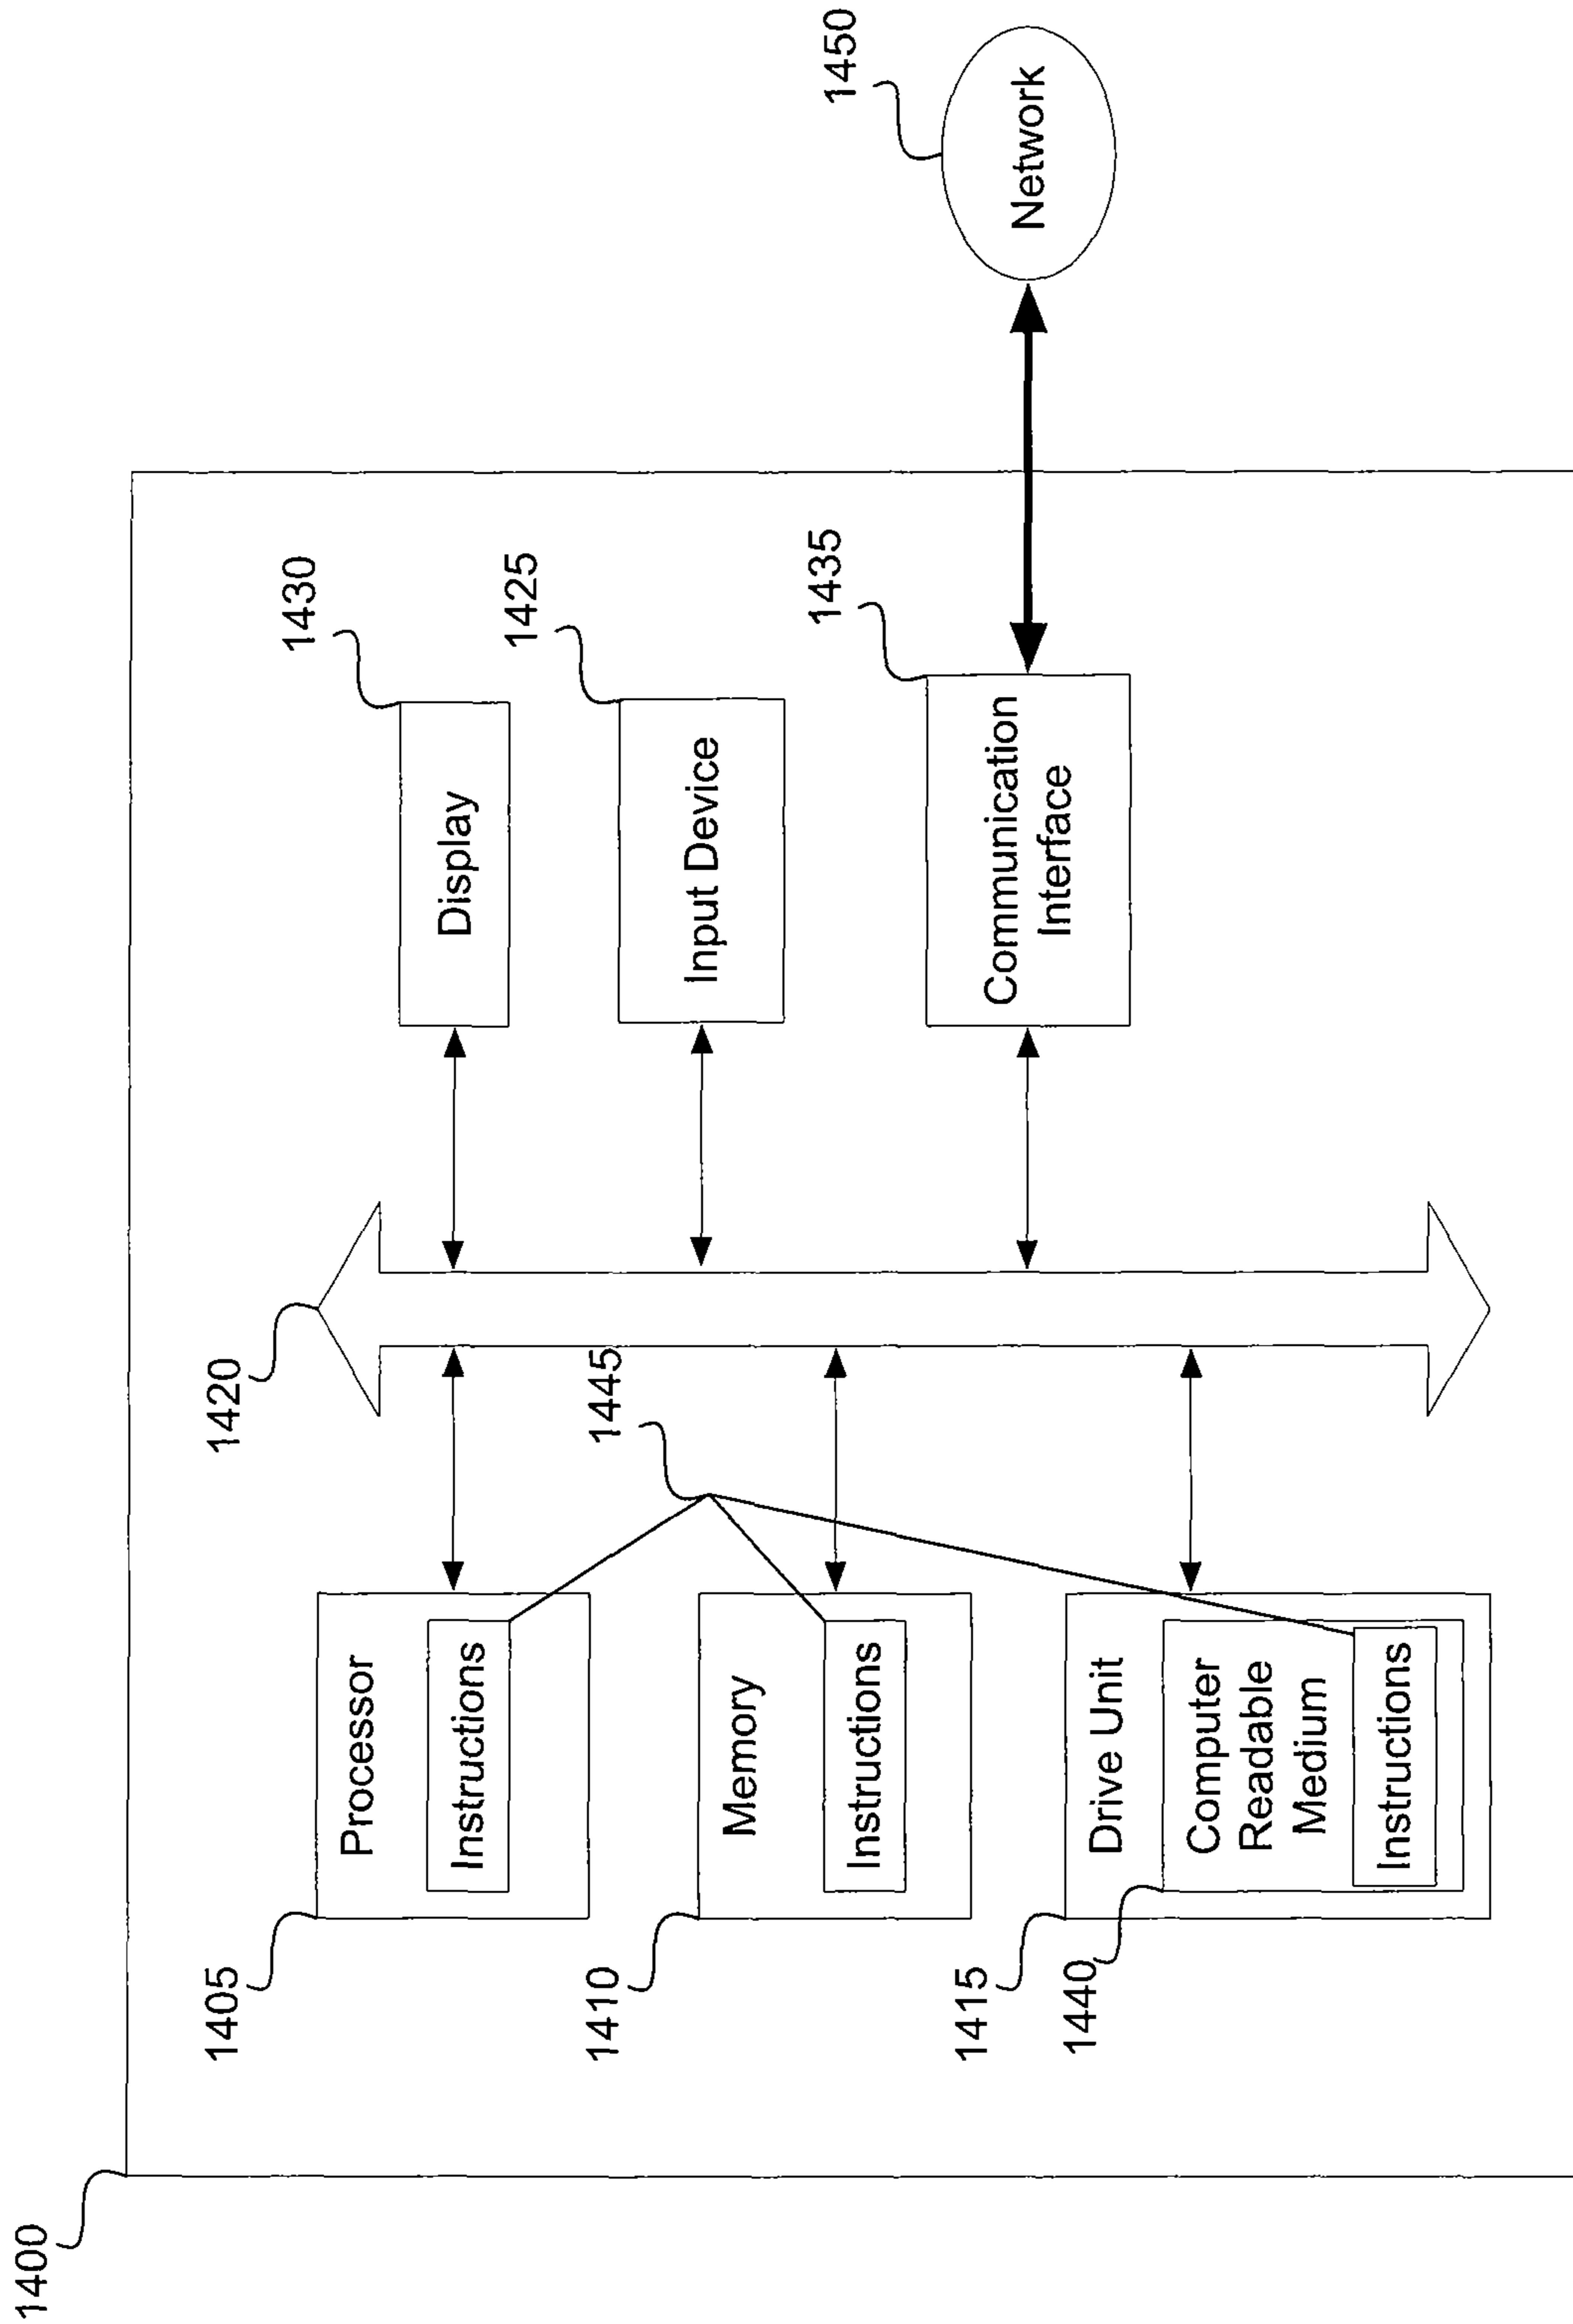 1400
1405
Processor
Instructions
1410
Memory
Instructions
1415
Drive Unit
1440
Computer
Readable
Medium
Instructions
1420
1445
1430
Display
1425
Input Device
1435
Communication
Interface
1450
Network